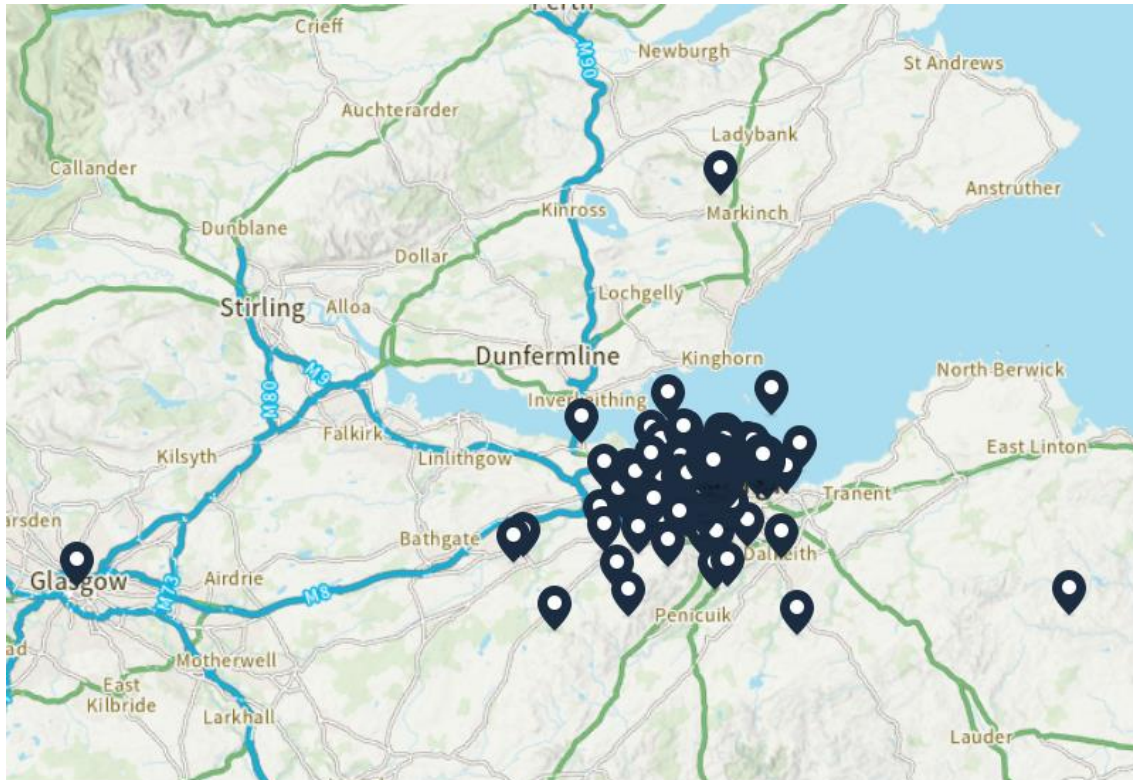 Perth
Crieff
M90
Newburgh
St Andrews
Auchterarder
Ladybank
Callander
Anstruther
Kinross
Markinch
Dunblane
Dollar
Lochgelly
Stirling
Alloa
Dunfermline
Kinghorn
M9
North Berwick
M80
Inverkeithing
Falkirk
East Linton
Kilsyth
Linlithgow
Tranent
arsden
Bathgate
Dalkeith
Glasgow
Airdrie
M73
M8
Penicuik
ad
Motherwell
East
Kilbride
Larkhall
Lauder